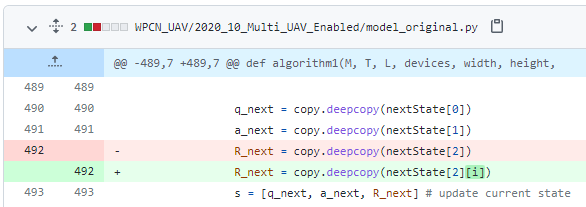 2 WPCN_UAV/2020_10_Multi_UAV_Enabled/model_original.py
@@ -489,7 +489,7 @@ def algorithm1(M, T, L, devices, width, height,
489 489
490 490 q_next = copy.deepcopy(nextState[0])
491 491 a_next = copy.deepcopy(nextState[1])
492 - R_next = copy.deepcopy(nextState[2])
492 + R_next = copy.deepcopy(nextState[2][i])
493 493 s = [q_next, a_next, R_next] # update current state